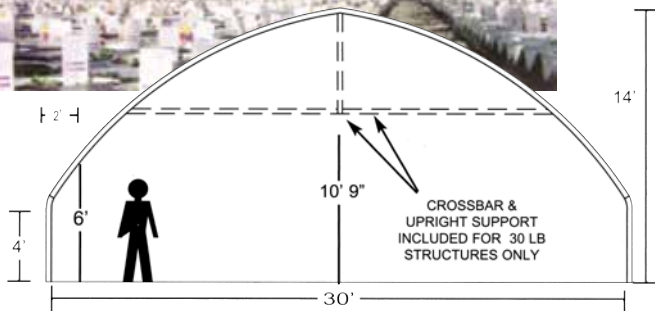 14'
2'
10' 9"
6'
4'
CROSSBAR &
UPRIGHT SUPPORT
INCLUDED FOR 30 LB
STRUCTURES ONLY
30'